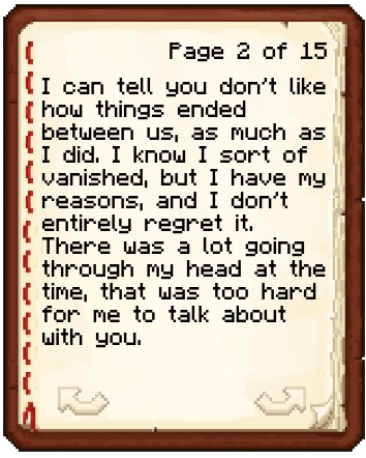 Page 2 of 15
I can tell you don't like
how things ended
between us, as much as
I did. I know I sort of
vanished, but I have my
reasons, and I don't
entirely regret it.
There was a lot going
through my head at the
time, that was too hard
for me to talk about
with you.